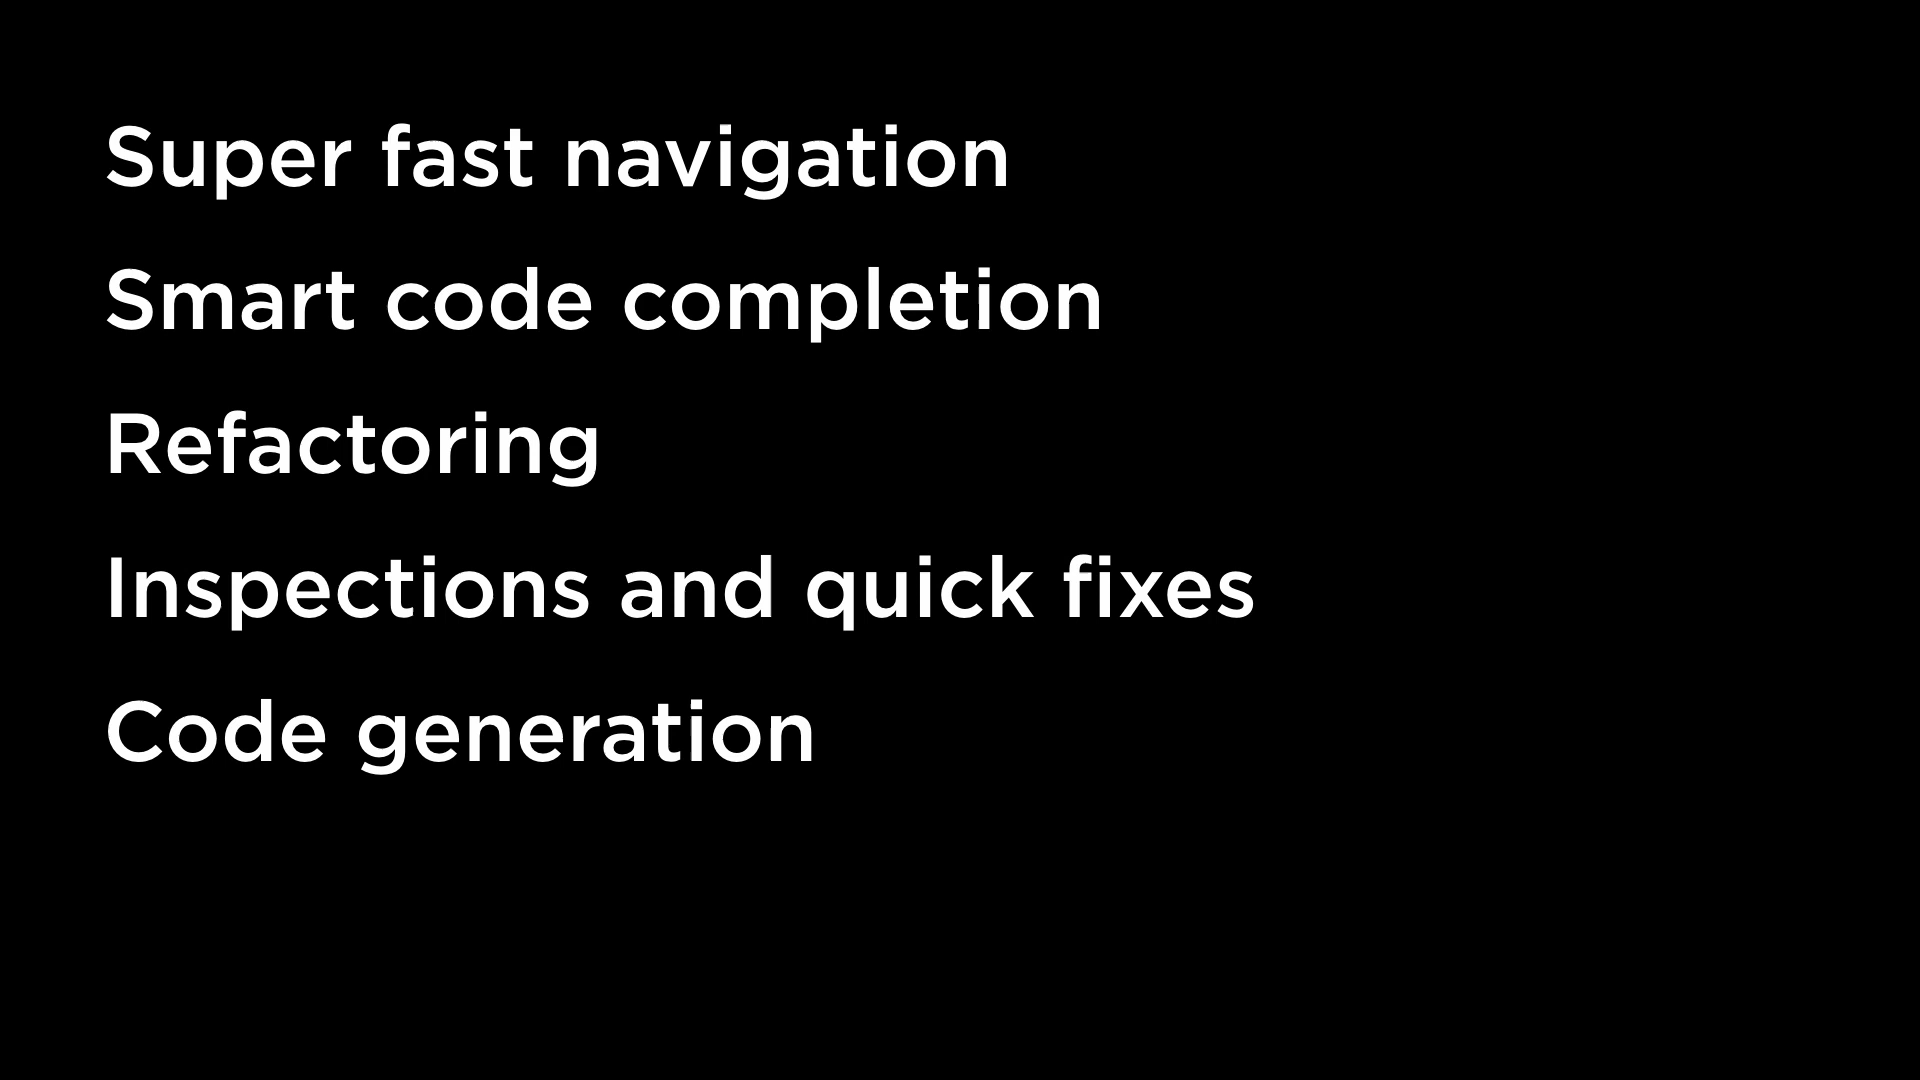 Super fast navigation
Smart code completion
Refactoring
Inspections and quick fixes
Code generation